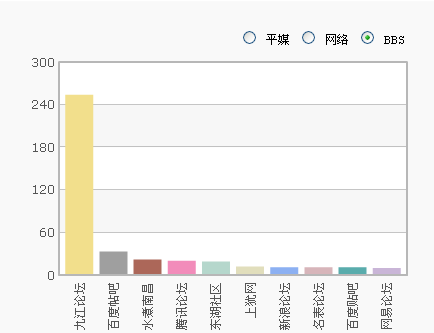 平媒 网络 BBS
300
240
180
120
60
0
九江论坛
百度帖吧
水煮南昌
腾讯论坛
东湖社区
上犹网
新浪论坛
名表论坛
百度贴吧
网易论坛